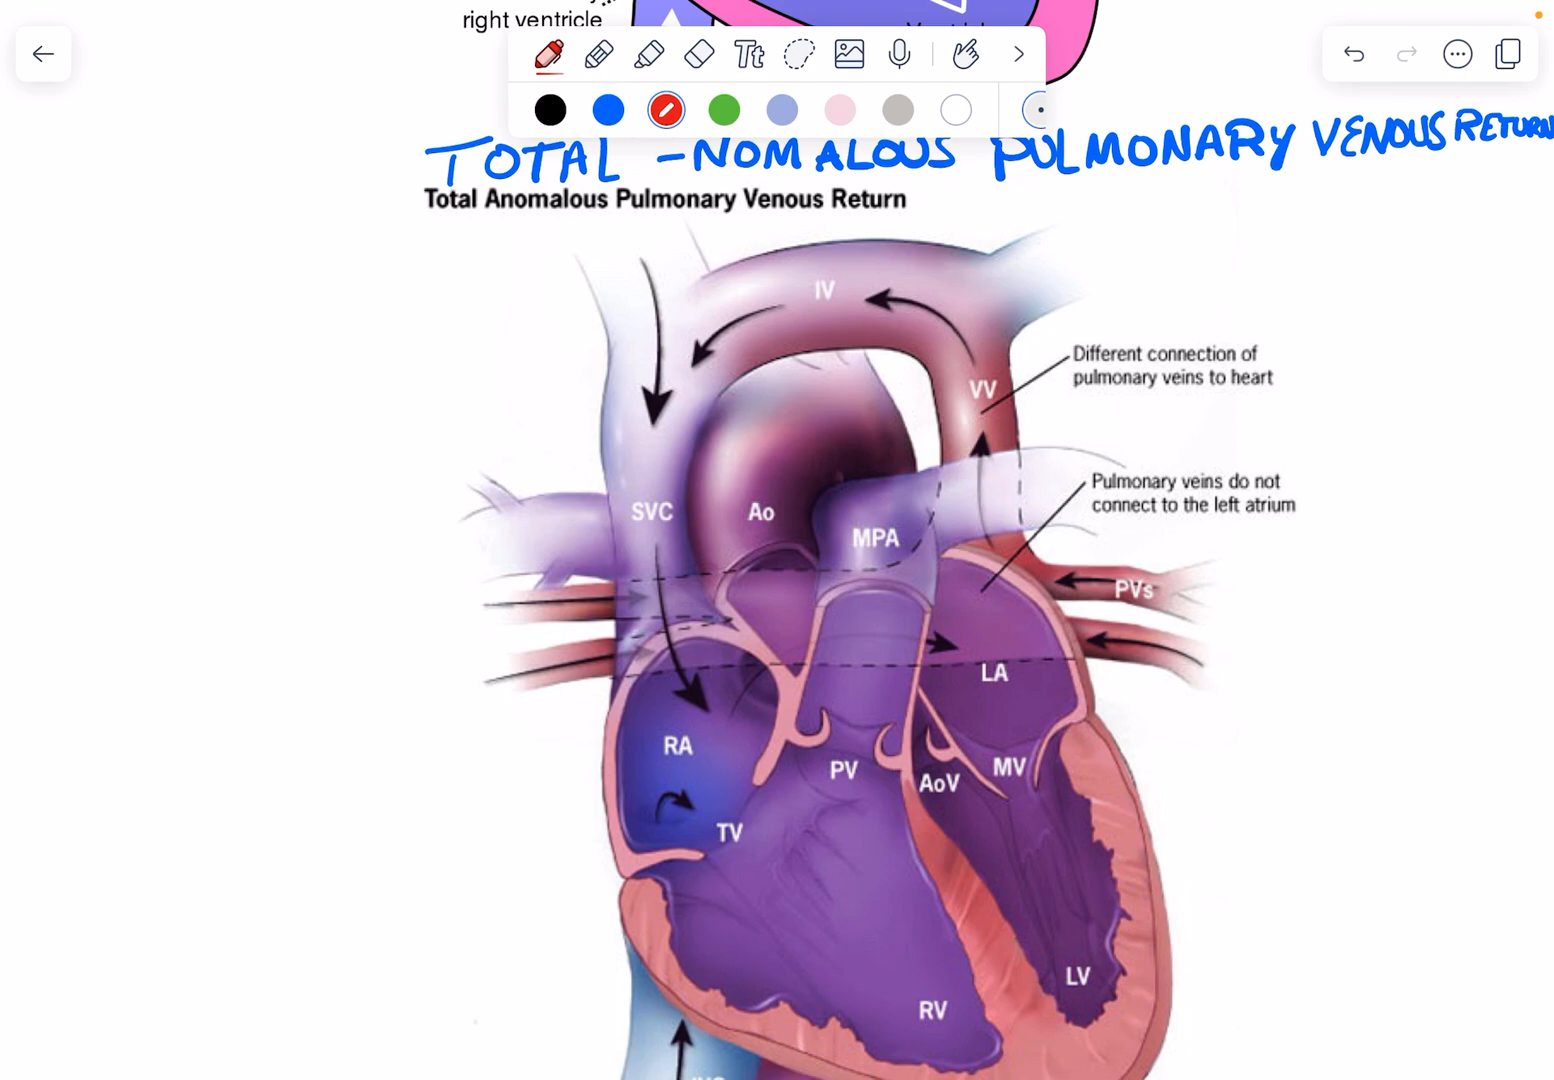 right ventricle
Tt
TOTAL -NOMALOUS PULMONARY VENOUS RETURN
Total Anomalous Pulmonary Venous Return
IV
Different connection of
pulmonary veins to heart
VV
Pulmonary veins do not
connect to the left atrium
SVC
Ao
MPA
PVs
LA
RA
PV
AoV
MV
TV
LV
RV